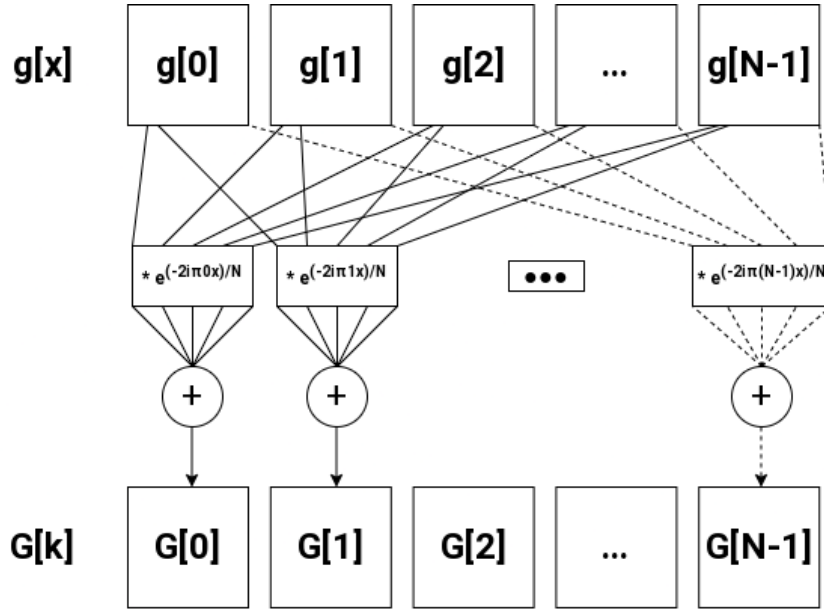 g[x] g[0] g[1] g[2] ... g[N-1]
* e(-2iπ0x)/N * e(-2iπ1x)/N ••• * e(-2iπ(N-1)x)/N
+ + +
G[k] G[0] G[1] G[2] ... G[N-1]